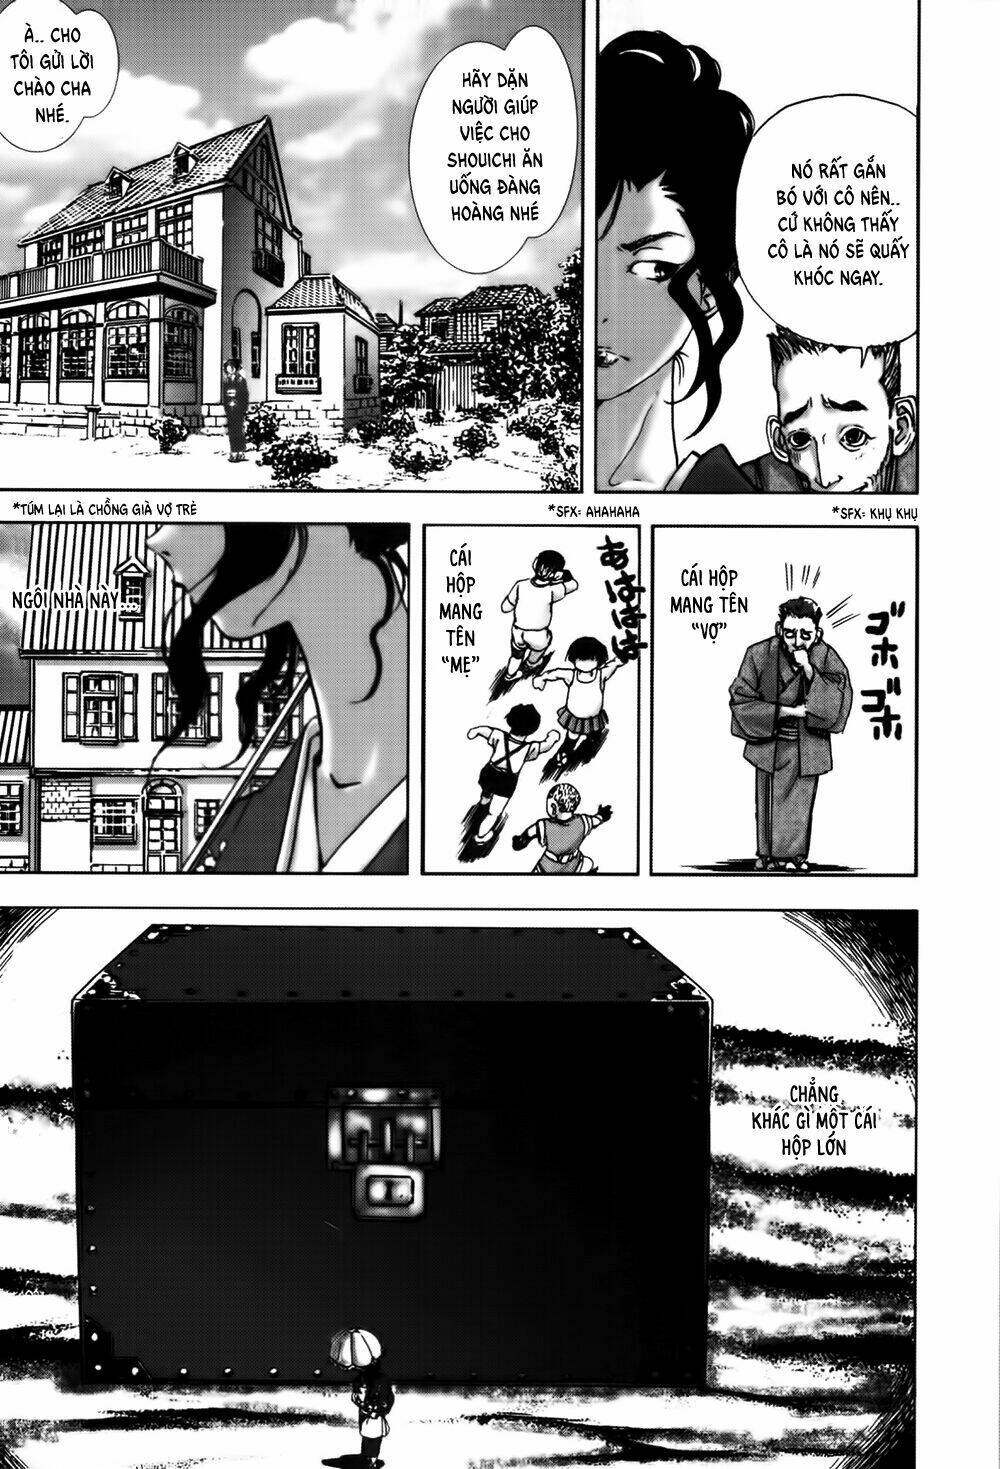 NÓ RẤT GẮN
BÓ VỚI CÔ NÊN..
CỨ KHÔNG THẤY
CÔ LÀ NÓ SẼ QUẤY
KHÓC NGAY.
HÃY DẶN
NGƯỜI GIÚP
VIỆC CHO
SHOUICHI ĂN
UỐNG ĐÀNG
HOÀNG NHÉ
À.. CHO
TÔI GỬI LỜI
CHÀO CHA
NHÉ.
*SFX: KHỤ KHỤ
*SFX: AHAHAHA
*TÚM LẠI LÀ CHỒNG GIÀ VỢ TRẺ
CÁI HỘP
MANG TÊN
"VỢ"
ゴホ
ゴホ
CÁI
HỘP
MANG
TÊN
"MẸ"
あはははは
NGÔI NHÀ NÀY...
CHẲNG
KHÁC GÌ MỘT CÁI
HỘP LỚN